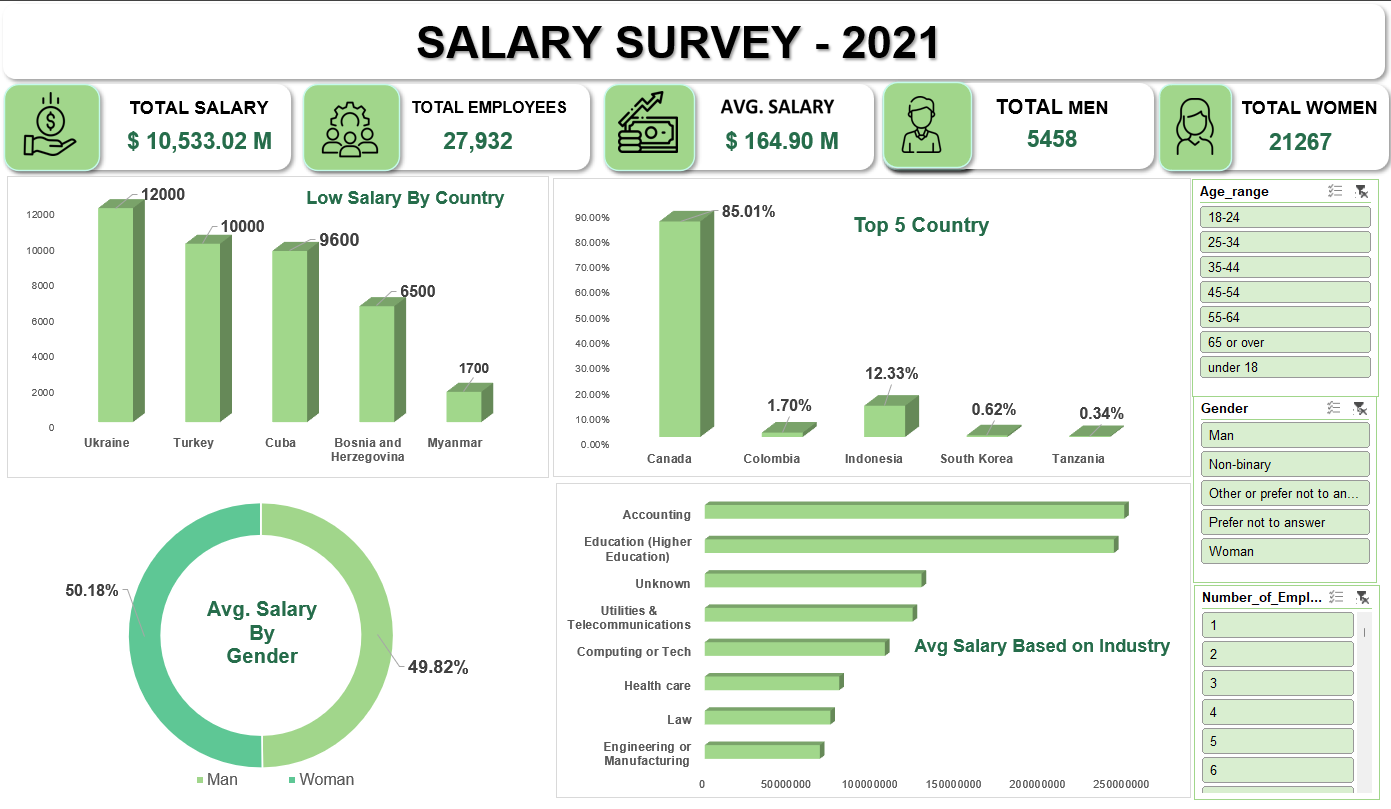 SALARY SURVEY - 2021
TOTAL SALARY
$ 10,533.02 M
TOTAL EMPLOYEES
27,932
AVG. SALARY
$ 164.90 M
TOTAL MEN
5458
TOTAL WOMEN
21267
Low Salary By Country
12000
10000
8000
6000
4000
2000
0
12000
10000
9600
6500
1700
Ukraine
Turkey
Cuba
Bosnia and
Herzegovina
Myanmar
Top 5 Country
90.00%
80.00%
70.00%
60.00%
50.00%
40.00%
30.00%
20.00%
10.00%
0.00%
85.01%
1.70%
12.33%
0.62%
0.34%
Canada
Colombia
Indonesia
South Korea
Tanzania
Age_range
18-24
25-34
35-44
45-54
55-64
65 or over
under 18
Gender
Man
Non-binary
Other or prefer not to an...
Prefer not to answer
Woman
Number_of_Empl...
1
2
3
4
5
6
50.18%
Avg. Salary
By
Gender
49.82%
Man
Woman
Accounting
Education (Higher
Education)
Unknown
Utilities &
Telecommunications
Computing or Tech
Health care
Law
Engineering or
Manufacturing
Avg Salary Based on Industry
0
50000000
100000000
150000000
200000000
250000000